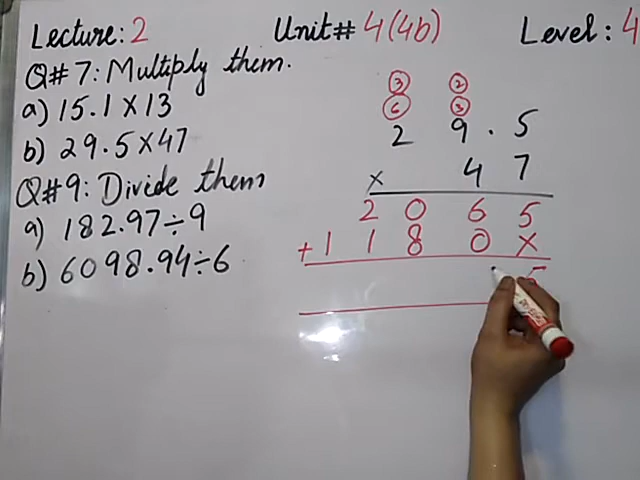 Lecture: 2 Unit# 4(4b) Level: 4
Q# 7: Multiply them.
a) 15.1 X 13
b) 29.5 X 47
Q# 9: Divide them
a) 182.97 ÷ 9
b) 6098.94 ÷ 6
3 2
6 3
2 9 . 5
x 4 7
2 0 6 5
+ 1 1 8 0 X
5